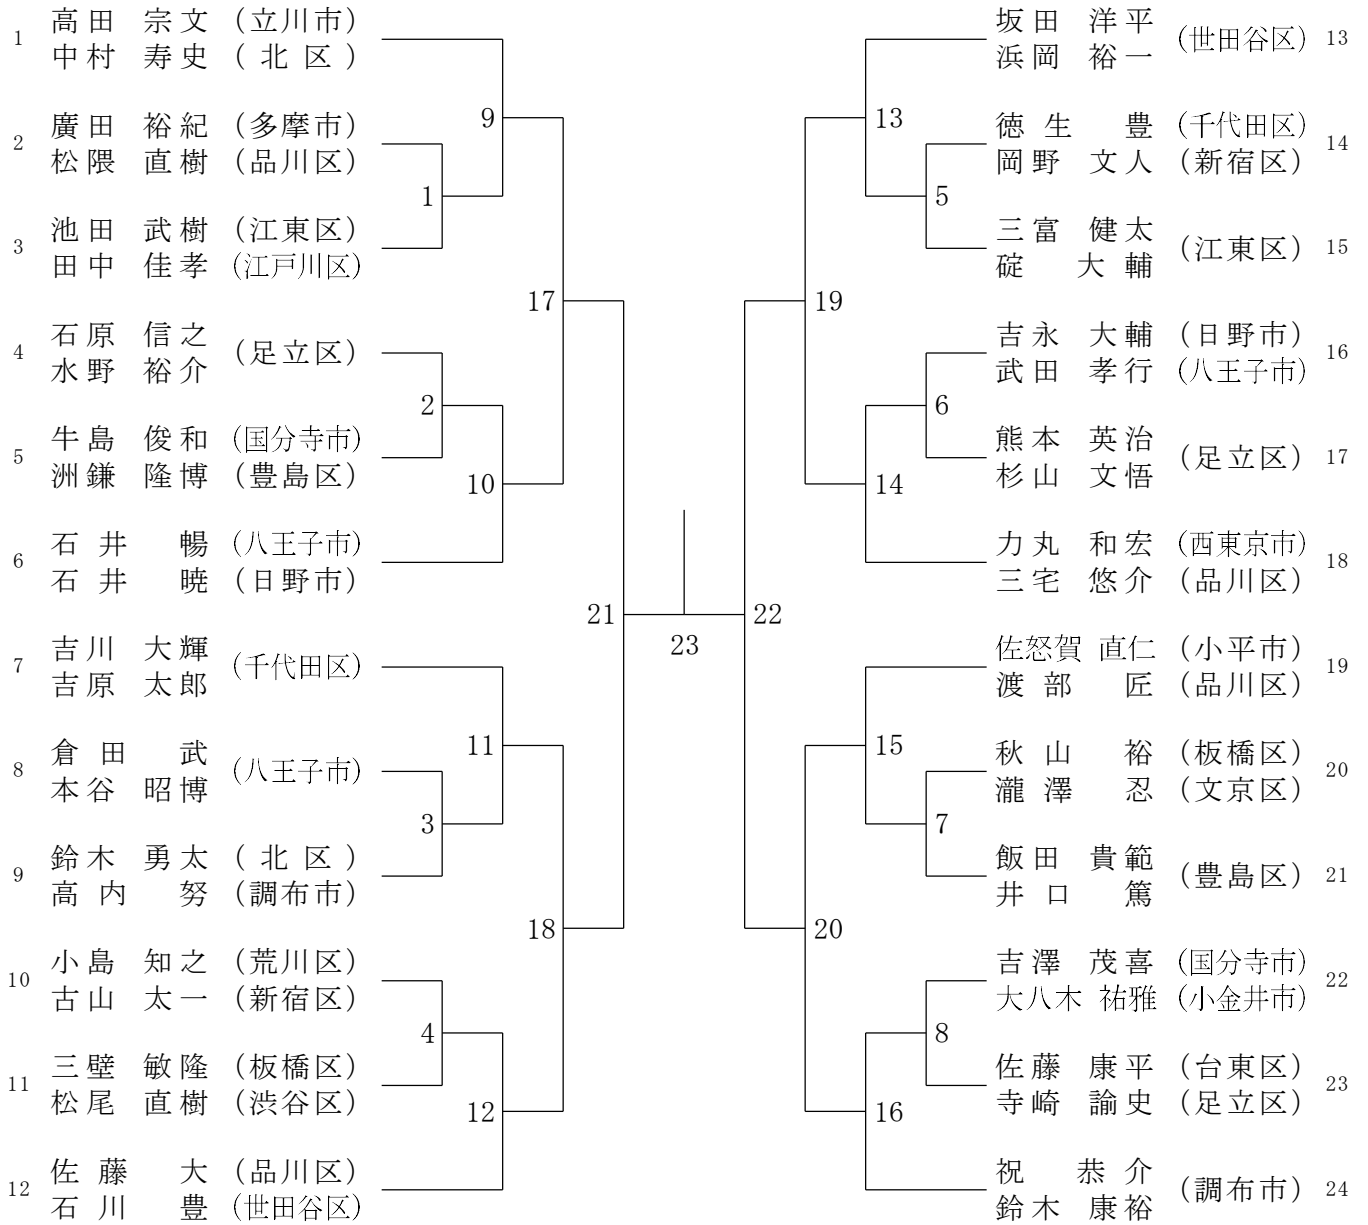 1 高田 宗文 (立川市)
中村 寿史 (北区)
2 廣田 裕紀 (多摩市)
松隈 直樹 (品川区)
3 池田 武樹 (江東区)
田中 佳孝 (江戸川区)
4 石原 信之 (足立区)
水野 裕介
5 牛島 俊和 (国分寺市)
洲鎌 隆博 (豊島区)
6 石井 暢 (八王子市)
石井 暁 (日野市)
7 吉川 大輝 (千代田区)
吉原 太郎
8 倉田 武 (八王子市)
本谷 昭博
9 鈴木 勇太 (北区)
高内 努 (調布市)
10 小島 知之 (荒川区)
古山 太一 (新宿区)
11 三壁 敏隆 (板橋区)
松尾 直樹 (渋谷区)
12 佐藤 大 (品川区)
石川 豊 (世田谷区)
9
1
17
2
10
21
11
3
18
4
12
23
13
5
19
6
14
22
15
7
20
8
16
坂田 洋平 (世田谷区) 13
浜岡 裕一
徳生 豊 (千代田区) 14
岡野 文人 (新宿区)
三富 健太 (江東区) 15
碇 大輔
吉永 大輔 (日野市) 16
武田 孝行 (八王子市)
熊本 英治 (足立区) 17
杉山 文悟
力丸 和宏 (西東京市) 18
三宅 悠介 (品川区)
佐怒賀 直仁 (小平市) 19
渡部 匠 (品川区)
秋山 裕 (板橋区) 20
瀧澤 忍 (文京区)
飯田 貴範 (豊島区) 21
井口 篤
吉澤 茂喜 (国分寺市) 22
大八木 祐雅 (小金井市)
佐藤 康平 (台東区) 23
寺崎 諭史 (足立区)
祝 恭介 (調布市) 24
鈴木 康裕